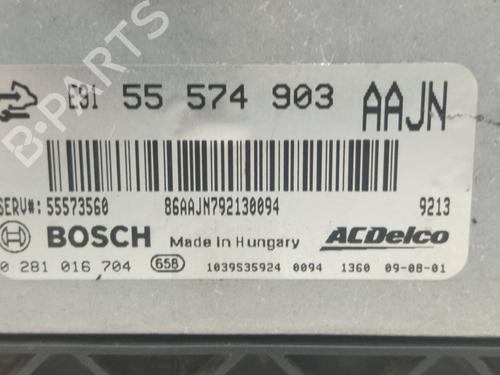 B-PARTS
E91 55 574 903 AAJN
SERV#: 55573560 86AAJN792130094 9213
BOSCH Made in Hungary ACDelco
0 281 016 704 658 1039S35924 0094 1360 09-08-01